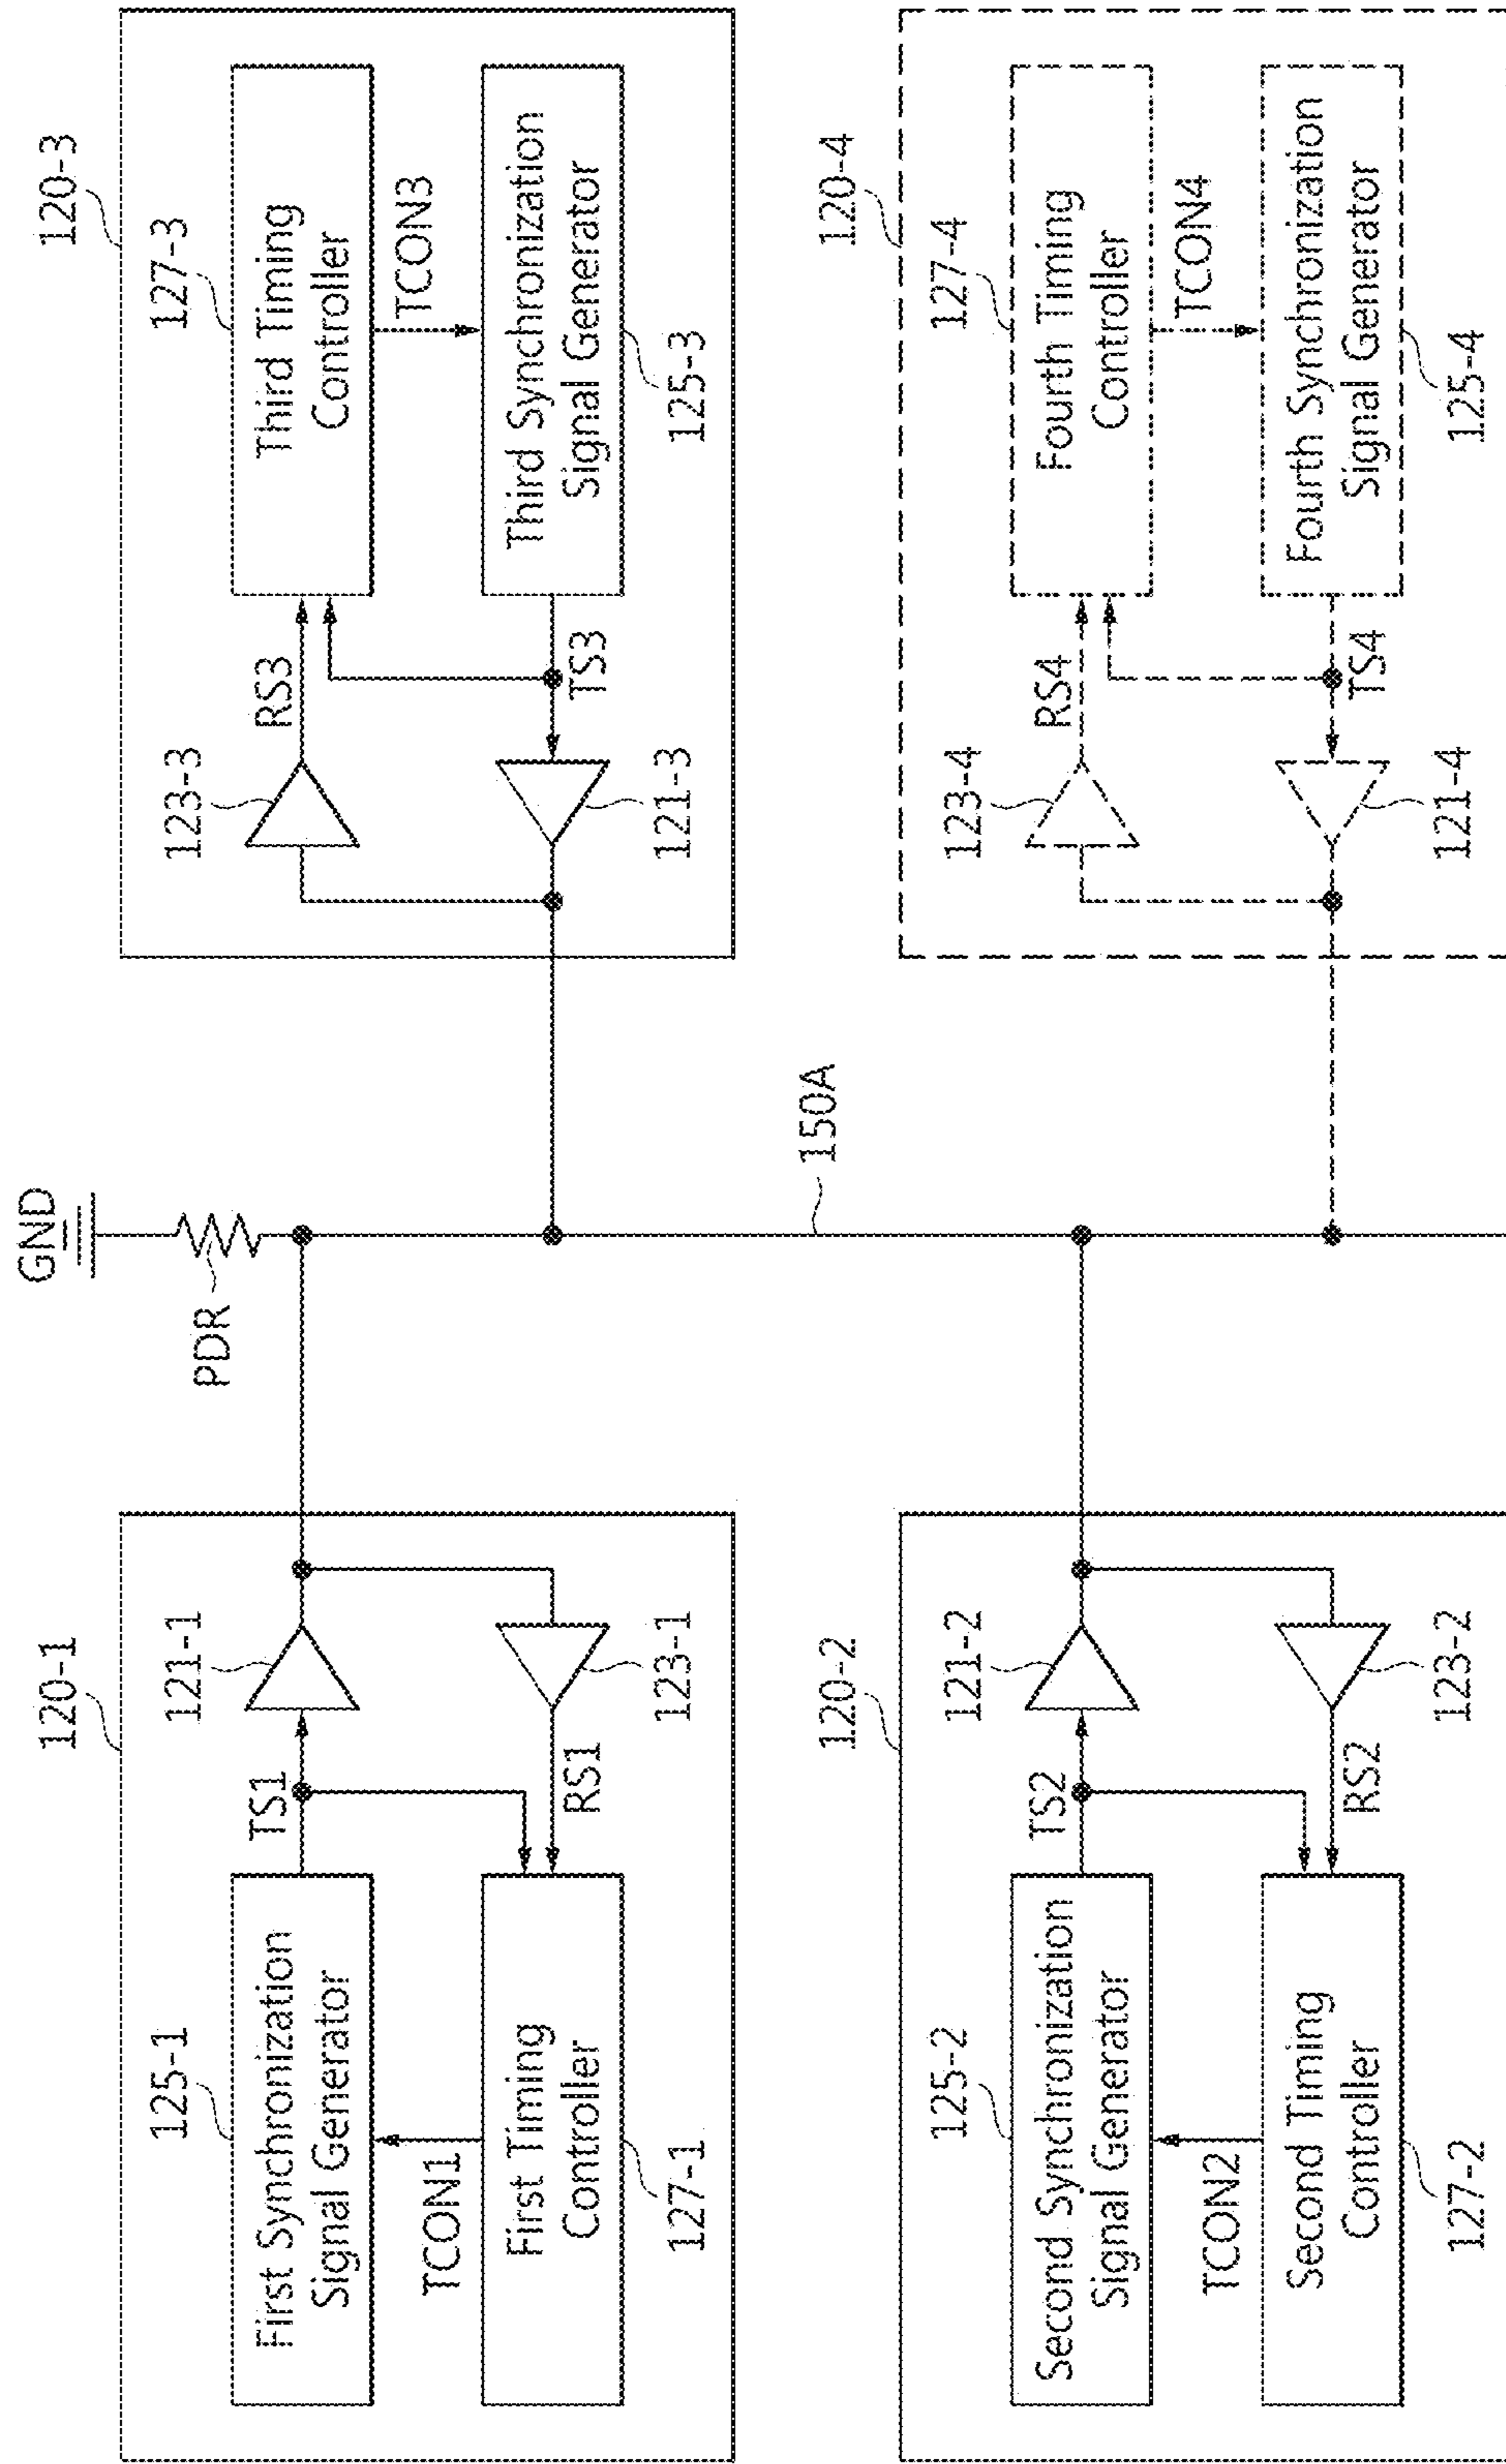 GND
PDR
150A
120-1
125-1
First Synchronization
Signal Generator
TS1
121-1
TCON1
First Timing
Controller
127-1
RS1
123-1
120-3
123-3
RS3
127-3
Third Timing
Controller
TCON3
121-3
TS3
Third Synchronization
Signal Generator
125-3
120-2
125-2
Second Synchronization
Signal Generator
TS2
121-2
TCON2
Second Timing
Controller
127-2
RS2
123-2
120-4
123-4
RS4
127-4
Fourth Timing
Controller
TCON4
121-4
TS4
Fourth Synchronization
Signal Generator
125-4